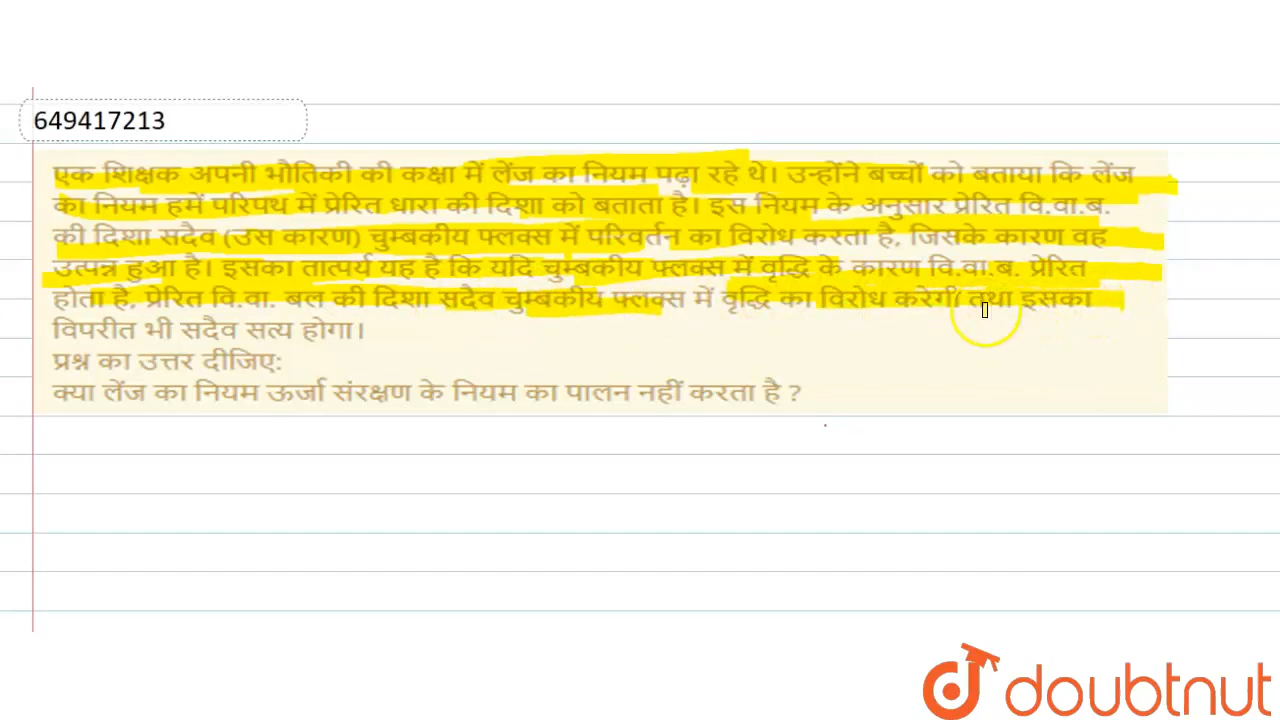 649417213
एक शिक्षक अपनी भौतिकी की कक्षा में लेंज का नियम पढ़ा रहे थे। उन्होंने बच्चों को बताया कि लेंज
का नियम हमें परिपथ में प्रेरित धारा की दिशा को बताता है। इस नियम के अनुसार प्रेरित वि.वा.ब.
की दिशा सदैव (उस कारण) चुम्बकीय फ्लक्स में परिवर्तन का विरोध करता है, जिसके कारण वह
उत्पन्न हुआ है। इसका तात्पर्य यह है कि यदि चुम्बकीय फ्लक्स में वृद्धि के कारण वि.वा.ब. प्रेरित
होता है, प्रेरित वि.वा. बल की दिशा सदैव चुम्बकीय फ्लक्स में वृद्धि का विरोध करेगी तथा इसका
विपरीत भी सदैव सत्य होगा।
प्रश्न का उत्तर दीजिए:
क्या लेंज का नियम ऊर्जा संरक्षण के नियम का पालन नहीं करता है ?
doubtnut